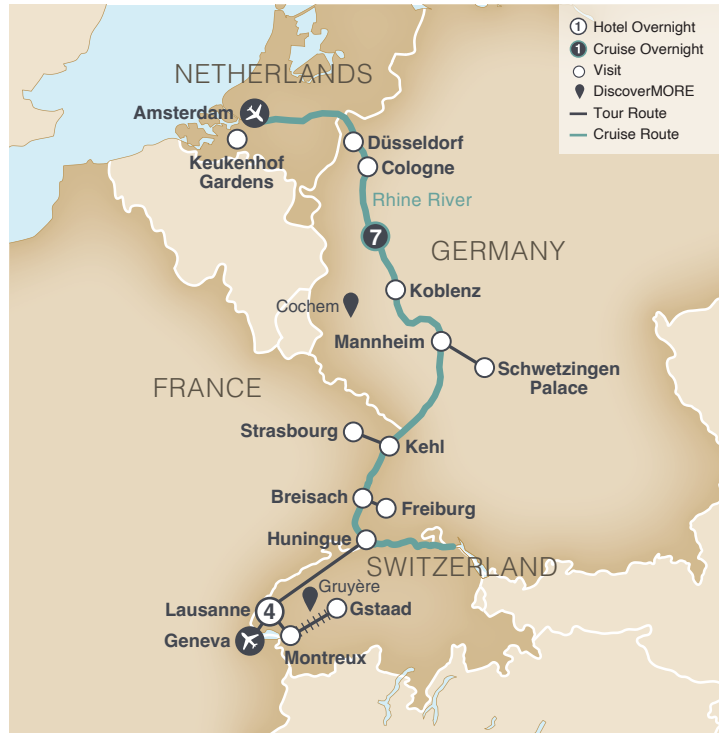 1 Hotel Overnight
1 Cruise Overnight
Visit
DiscoverMORE
Tour Route
Cruise Route
NETHERLANDS
Amsterdam
Keukenhof
Gardens
Düsseldorf
Cologne
Rhine River
7
GERMANY
Koblenz
Cochem
Mannheim
Schwetzingen
Palace
FRANCE
Strasbourg
Kehl
Breisach
Freiburg
Huningue
SWITZERLAND
Gruyère
Lausanne
4
Gstaad
Geneva
Montreux